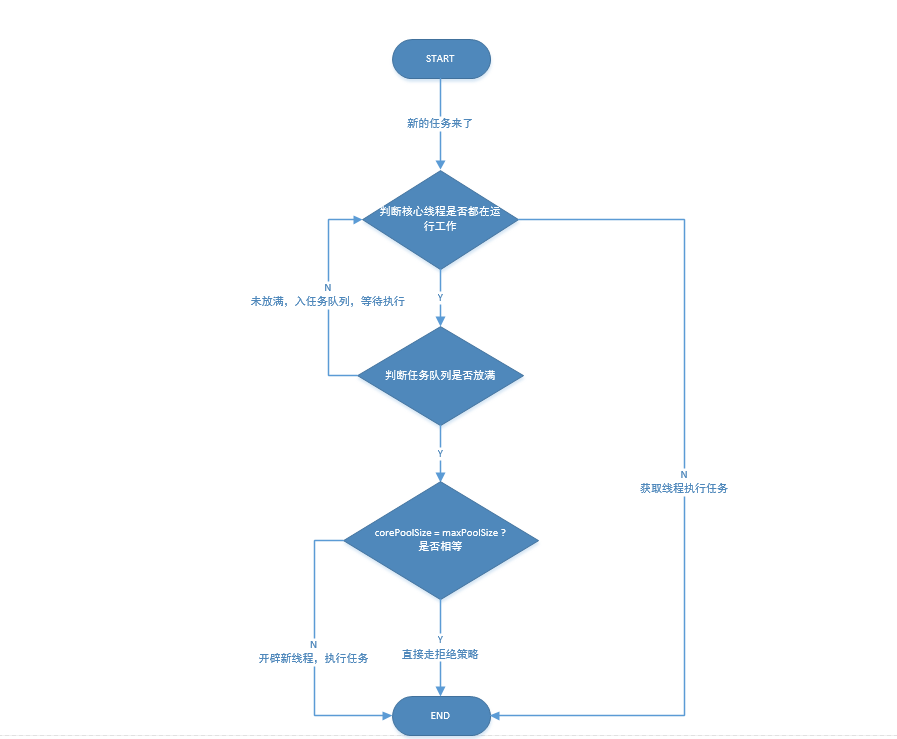 START
新的任务来了
判断核心线程是否都在运
行工作
N
未放满，入任务队列，等待执行
Y
判断任务队列是否放满
Y
N
获取线程执行任务
corePoolSize = maxPoolSize ?
是否相等
N
开辟新线程，执行任务
Y
直接走拒绝策略
END